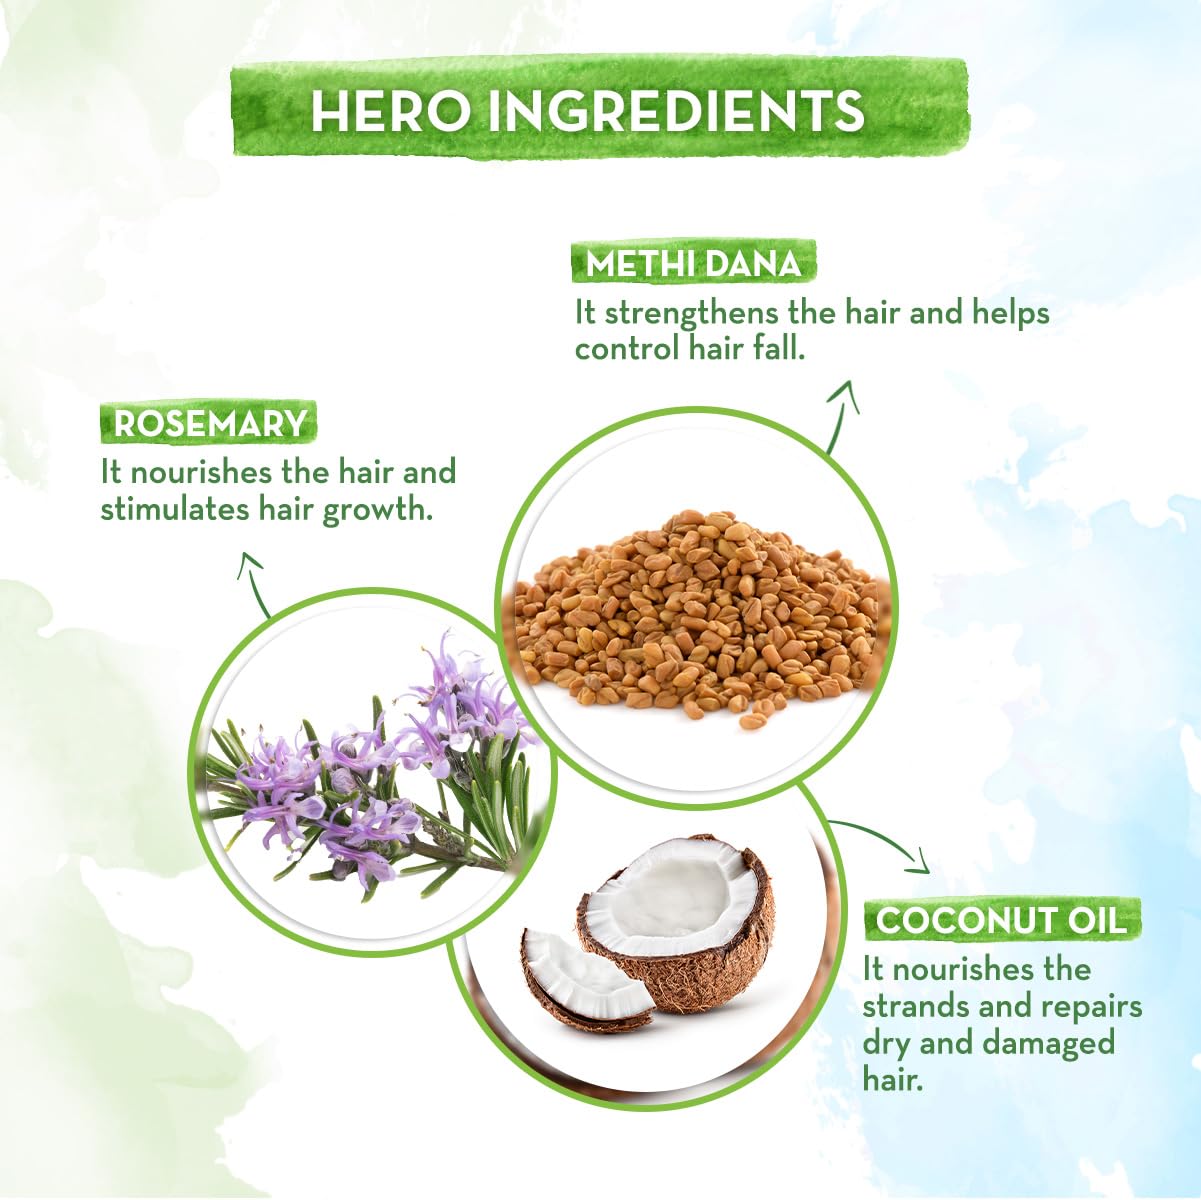 HERO INGREDIENTS
METHI DANA
It strengthens the hair and helps
control hair fall.
ROSEMARY
It nourishes the hair and
stimulates hair growth.
COCONUT OIL
It nourishes the
strands and repairs
dry and damaged
hair.